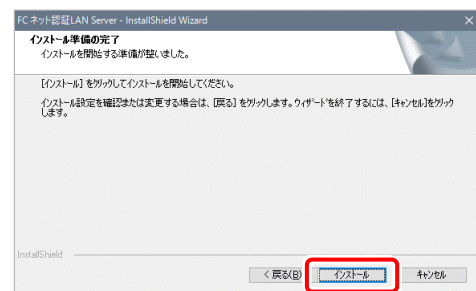 FC ネット認証LAN Server - InstallShield Wizard
インストール準備の完了
インストールを開始する準備が整いました。
[インストール] をクリックしてインストールを開始してください。
インストール設定を確認または変更する場合は、[戻る] をクリックします。ウィザードを終了するには、[キャンセル]をクリック
します。
InstallShield
< 戻る(B)
インストール
キャンセル